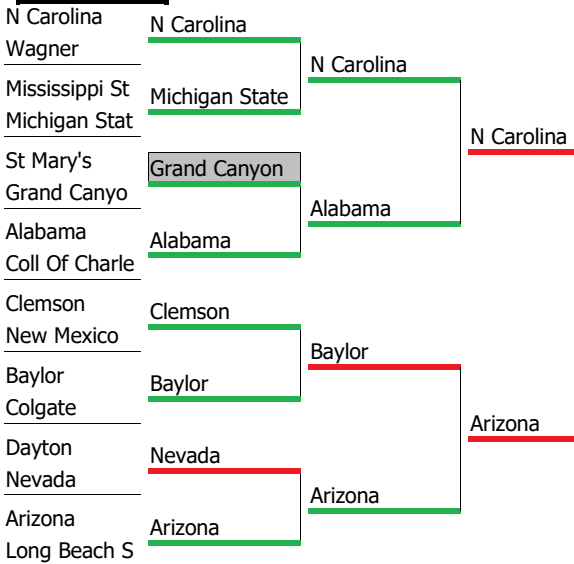 N Carolina
Wagner
Mississippi St
Michigan Stat
St Mary's
Grand Canyo
Alabama
Coll Of Charle
Clemson
New Mexico
Baylor
Colgate
Dayton
Nevada
Arizona
Long Beach S
N Carolina
Michigan State
Grand Canyon
Alabama
Clemson
Baylor
Nevada
Arizona
N Carolina
Alabama
Baylor
Arizona
N Carolina
Arizona